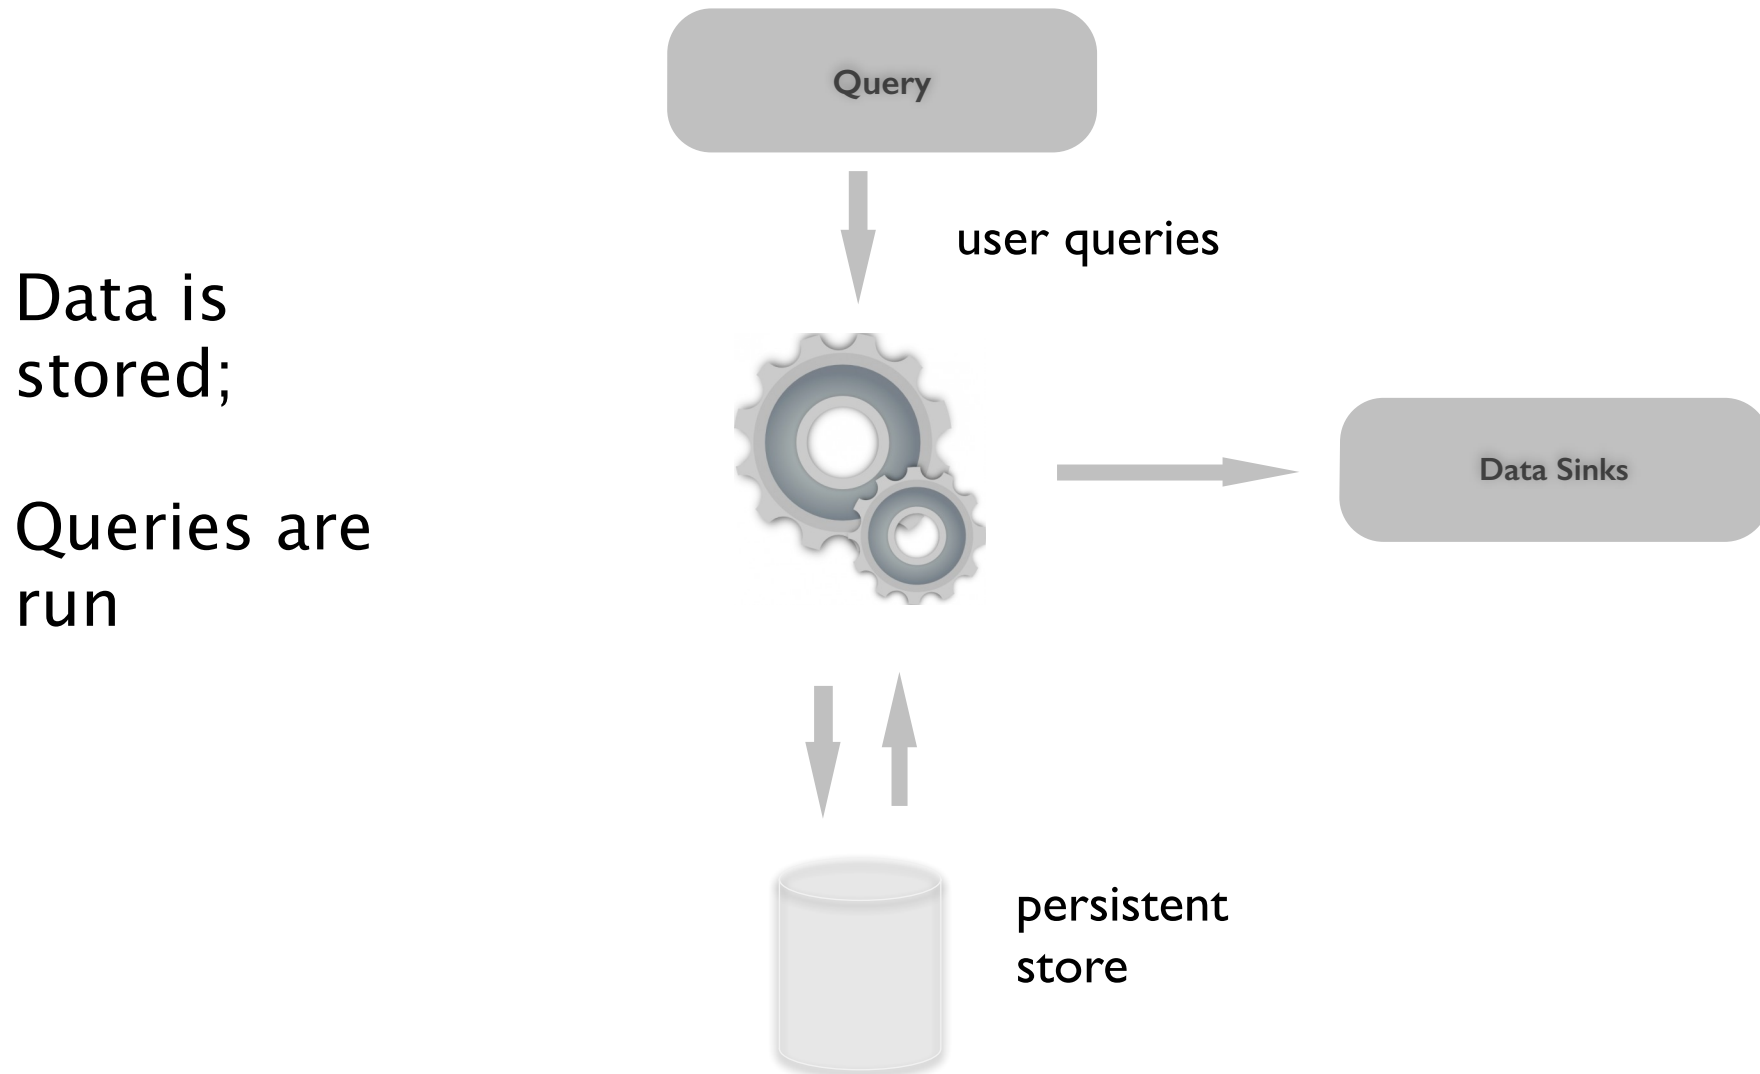 Query
user queries
Data is
stored;
Queries are
run
Data Sinks
persistent
store